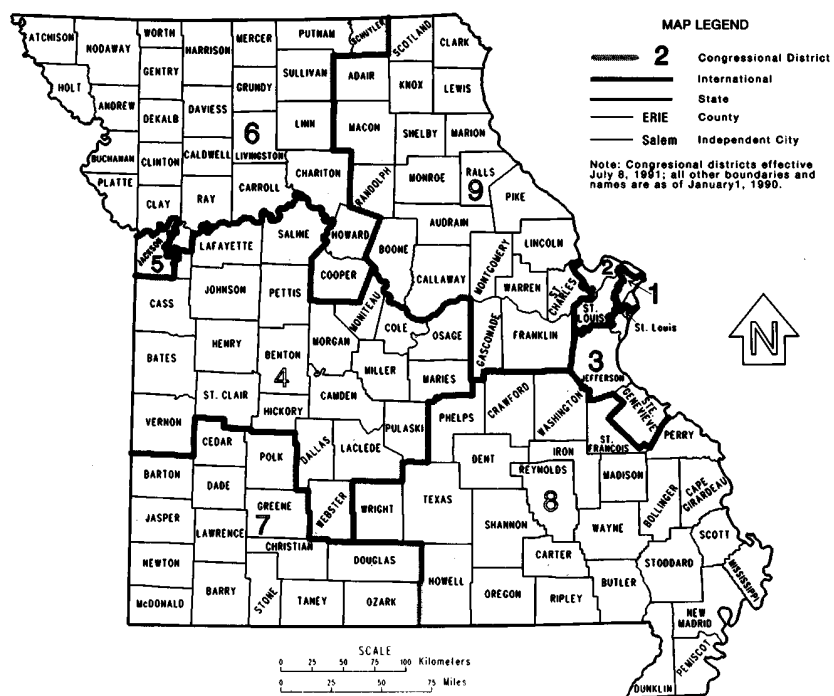 MAP LEGEND
2 Congressional District
International
State
ERIE County
Salem Independent City
Note: Congresional districts effective
July 8, 1991; all other boundaries and
names are as of January1, 1990.
ATCHISON
NODAWAY
WORTH
HARRISON
MERCER
PUTNAM
SCHUYLER
SCOTLAND
CLARK
HOLT
GENTRY
SULLIVAN
ADAIR
GRUNDY
KNOX
LEWIS
ANDREW
DEKALB
DAVIESS
LINN
MACON
SHELBY
MARION
6
BUCHANAN
CLINTON
CALDWELL
LIVINGSTON
CHARITON
RANDOLPH
MONROE
RALLS
9
PLATTE
CLAY
RAY
CARROLL
PIKE
AUDRAIN
JACKSON
5
LAFAYETTE
SALINE
HOWARD
BOONE
CALLAWAY
MONTGOMERY
LINCOLN
WARREN
ST. CHARLES
2
1
ST. LOUIS
St. Louis
N
CASS
JOHNSON
PETTIS
COOPER
MONITEAU
COLE
OSAGE
GASCONADE
FRANKLIN
3
JEFFERSON
BATES
HENRY
BENTON
4
MORGAN
MILLER
MARIES
ST. CLAIR
HICKORY
CAMDEN
PULASKI
PHELPS
CRAWFORD
WASHINGTON
STE. GENEVIEVE
ST. FRANCOIS
PERRY
VERNON
CEDAR
POLK
DALLAS
LACLEDE
DENT
IRON
REYNOLDS
MADISON
BOLLINGER
CAPE GIRARDEAU
BARTON
DADE
GREENE
7
WEBSTER
WRIGHT
TEXAS
8
JASPER
LAWRENCE
CHRISTIAN
DOUGLAS
SHANNON
WAYNE
SCOTT
NEWTON
CARTER
STODDARD
MISSISSIPPI
McDONALD
BARRY
STONE
TANEY
OZARK
HOWELL
OREGON
RIPLEY
BUTLER
NEW MADRID
PEMISCOT
DUNKLIN
SCALE
0 25 50 75 100 Kilometers
0 25 50 75 Miles